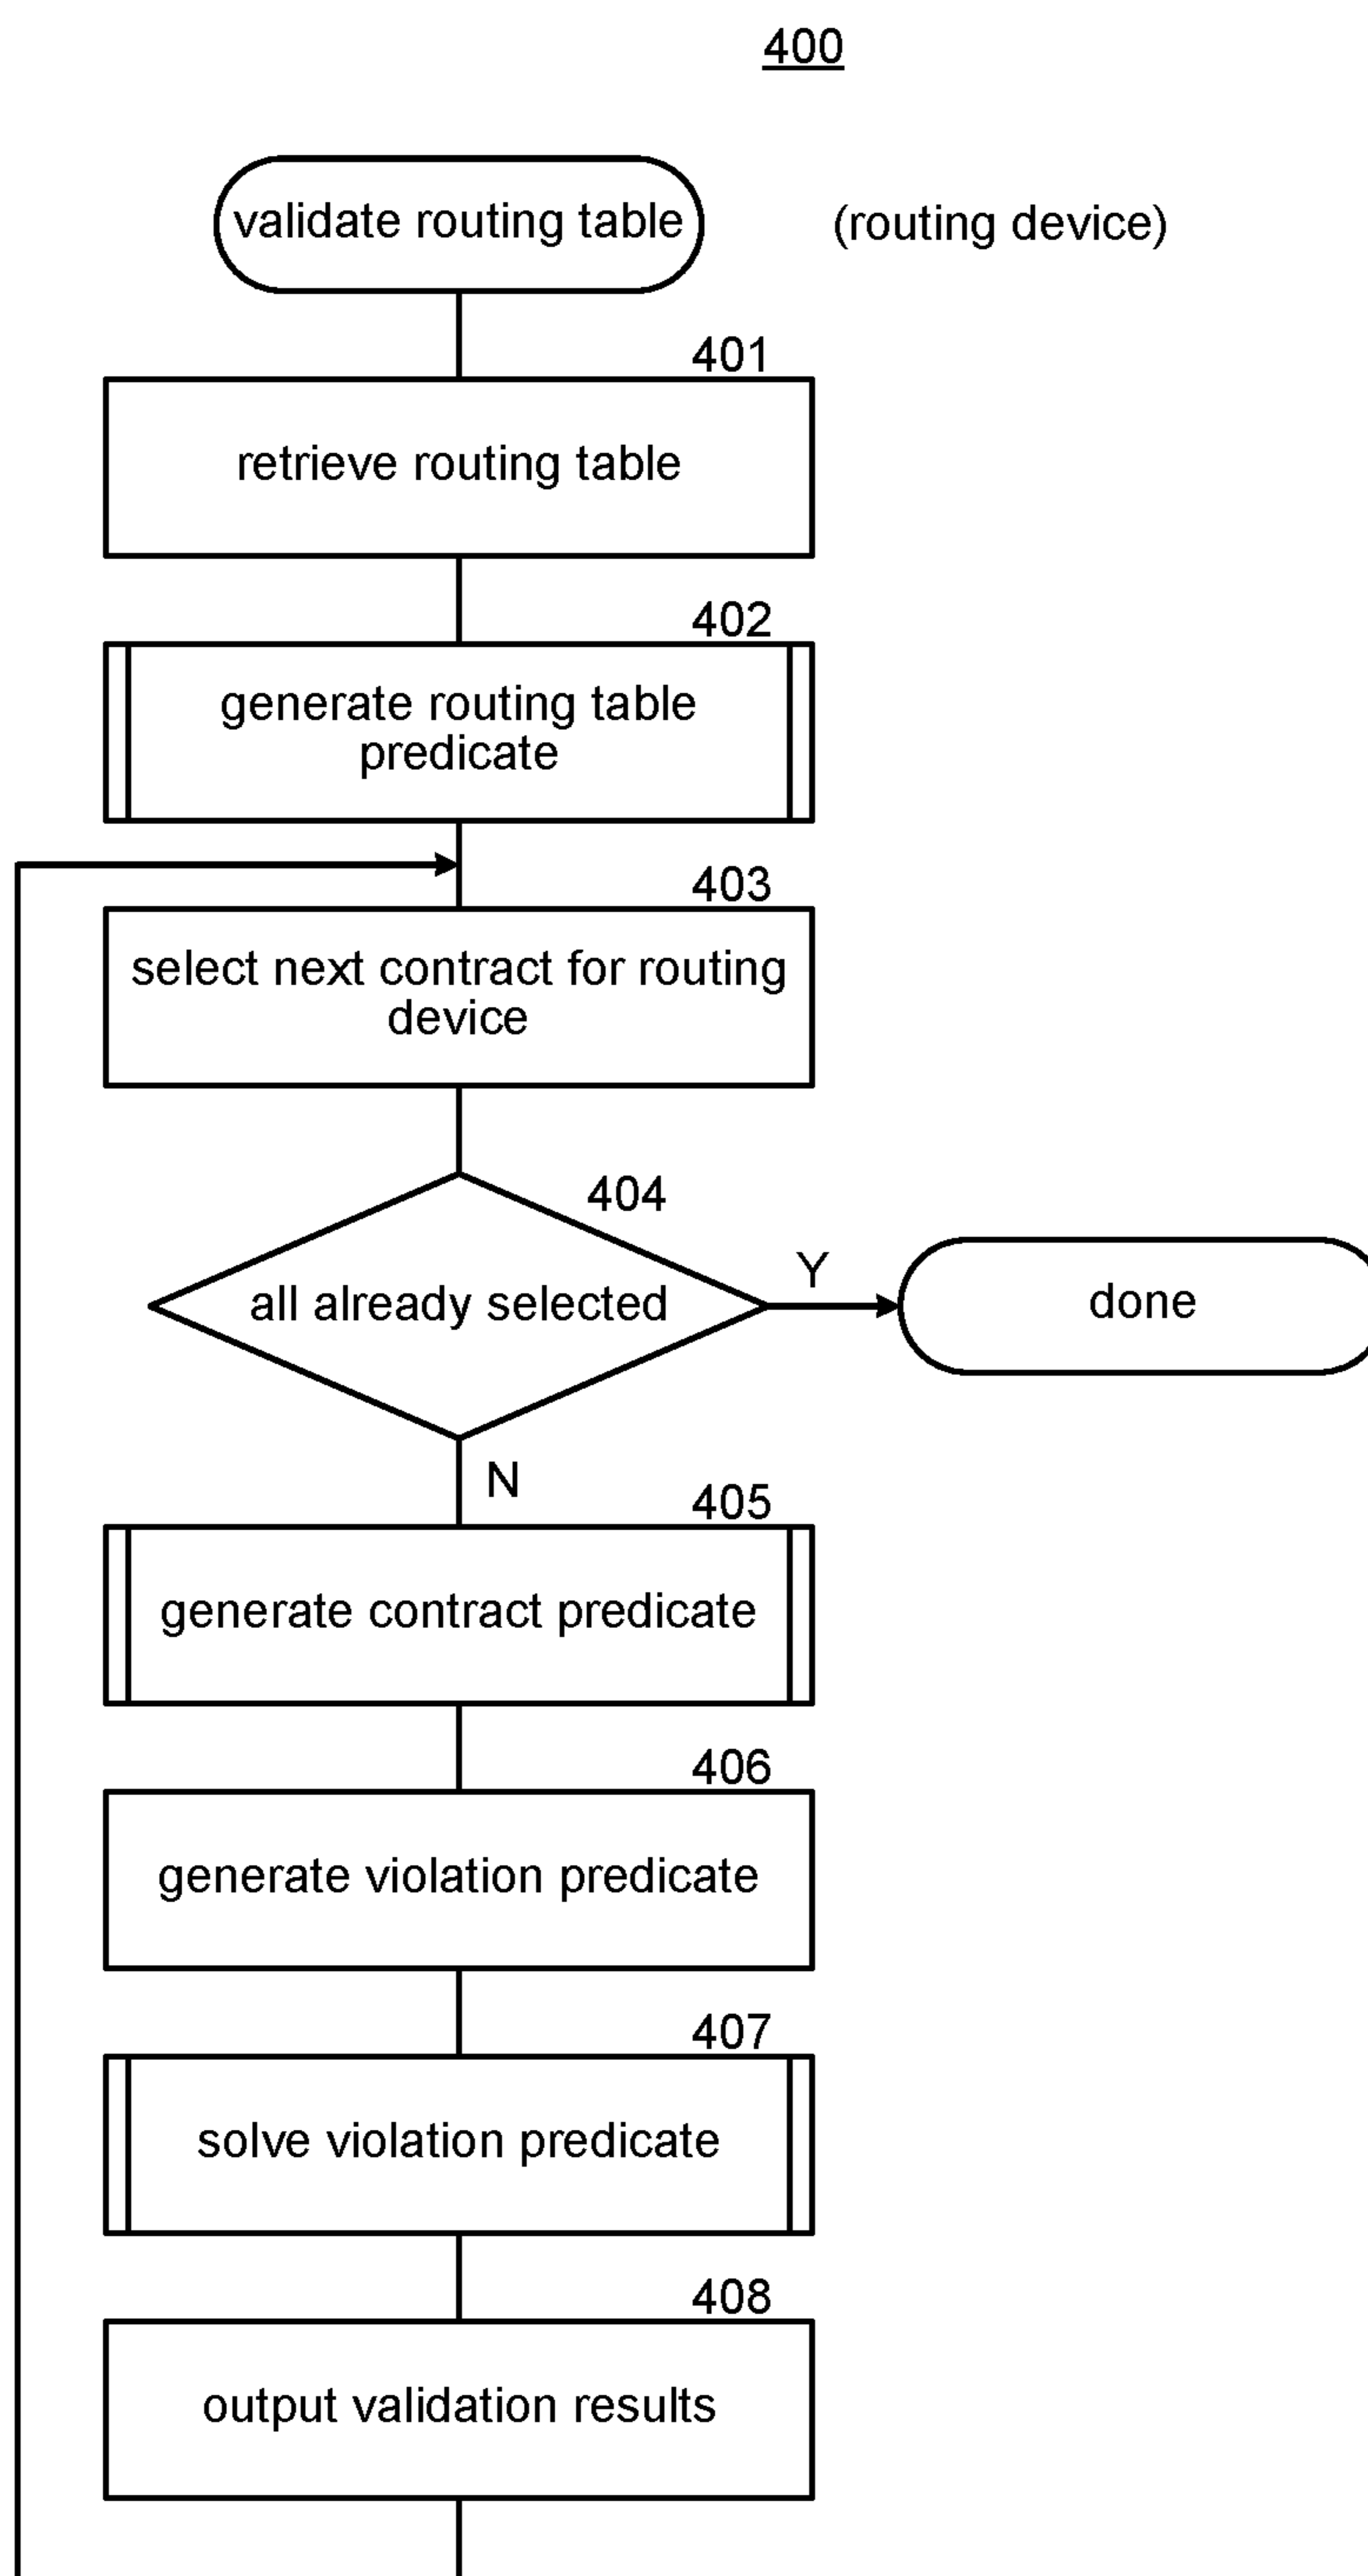 400
validate routing table
(routing device)
401
retrieve routing table
402
generate routing table
predicate
403
select next contract for routing
device
404
all already selected
Y
done
N
405
generate contract predicate
406
generate violation predicate
407
solve violation predicate
408
output validation results